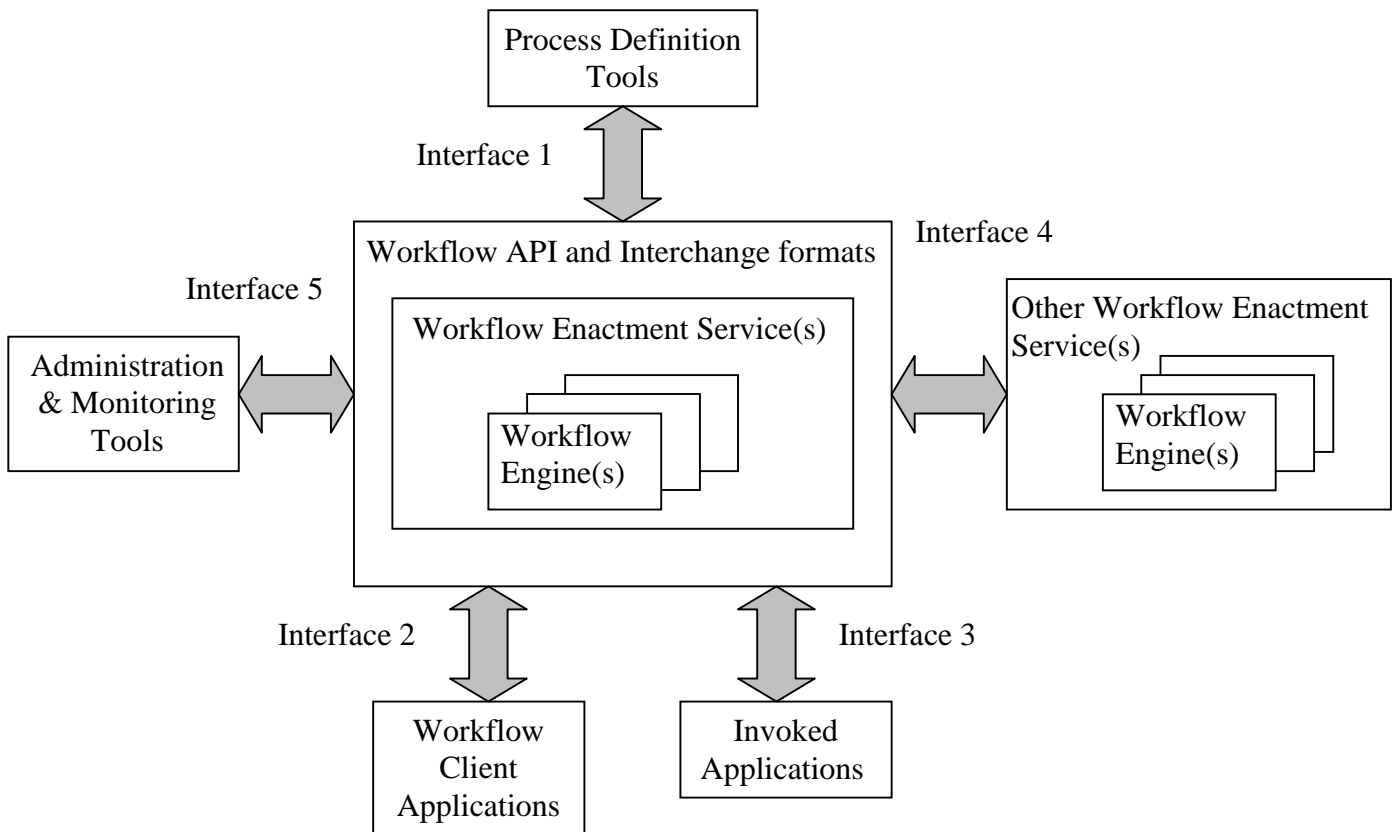 Process Definition
Tools
Interface 1
Interface 4
Workflow API and Interchange formats
Interface 5
Other Workflow Enactment
Service(s)
Workflow Enactment Service(s)
Administration
& Monitoring
Tools
Workflow
Engine(s)
Workflow
Engine(s)
Interface 2
Interface 3
Workflow
Client
Applications
Invoked
Applications